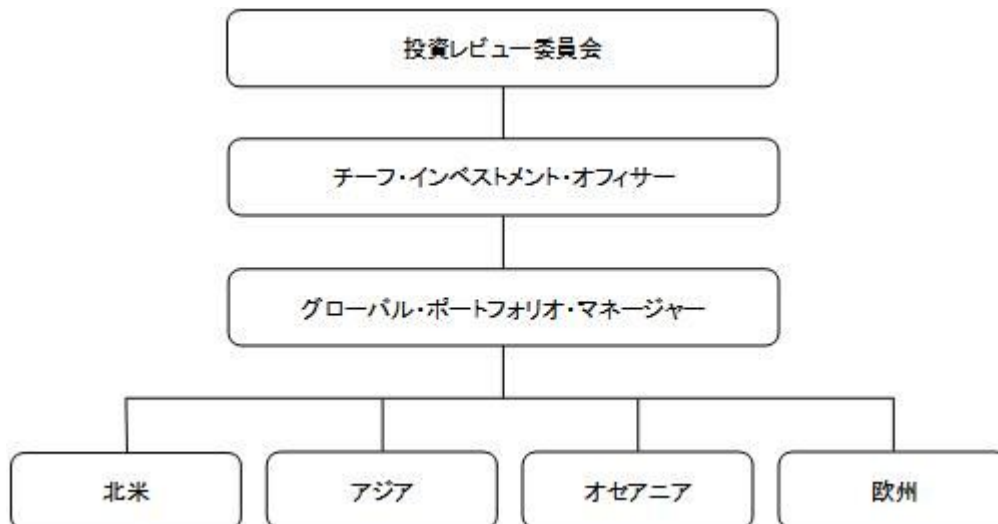 投資レビュー委員会
チーフ・インベストメント・オフィサー
グローバル・ポートフォリオ・マネージャー
北米
アジア
オセアニア
欧州